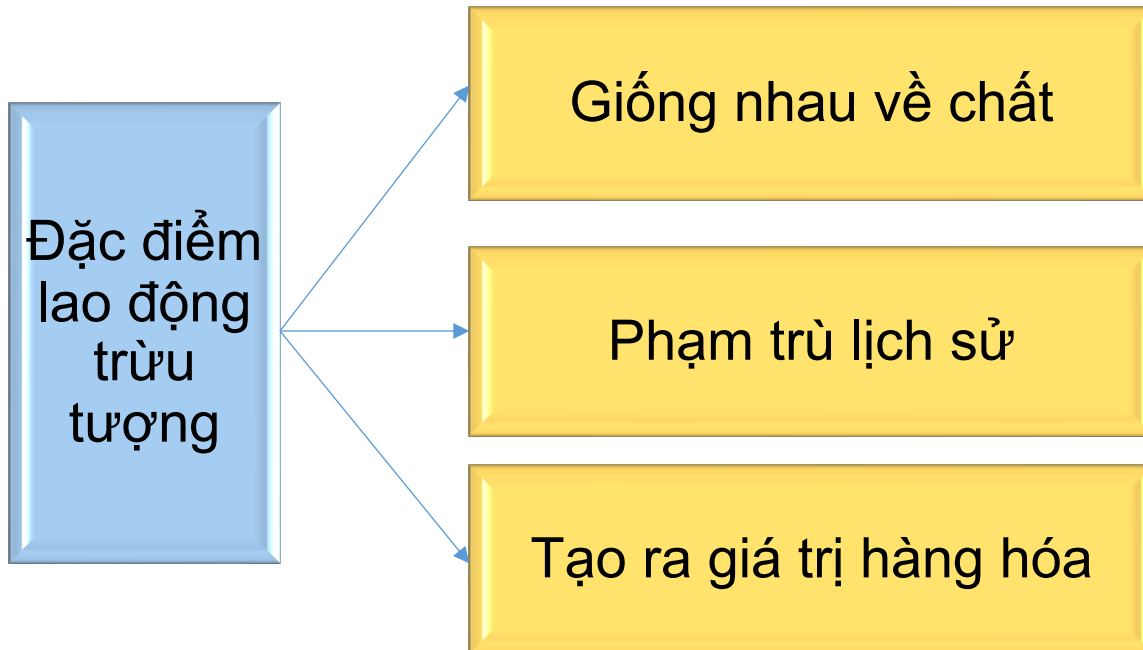 Đặc điểm
lao động
trừu
tượng
Giống nhau về chất
Phạm trù lịch sử
Tạo ra giá trị hàng hóa